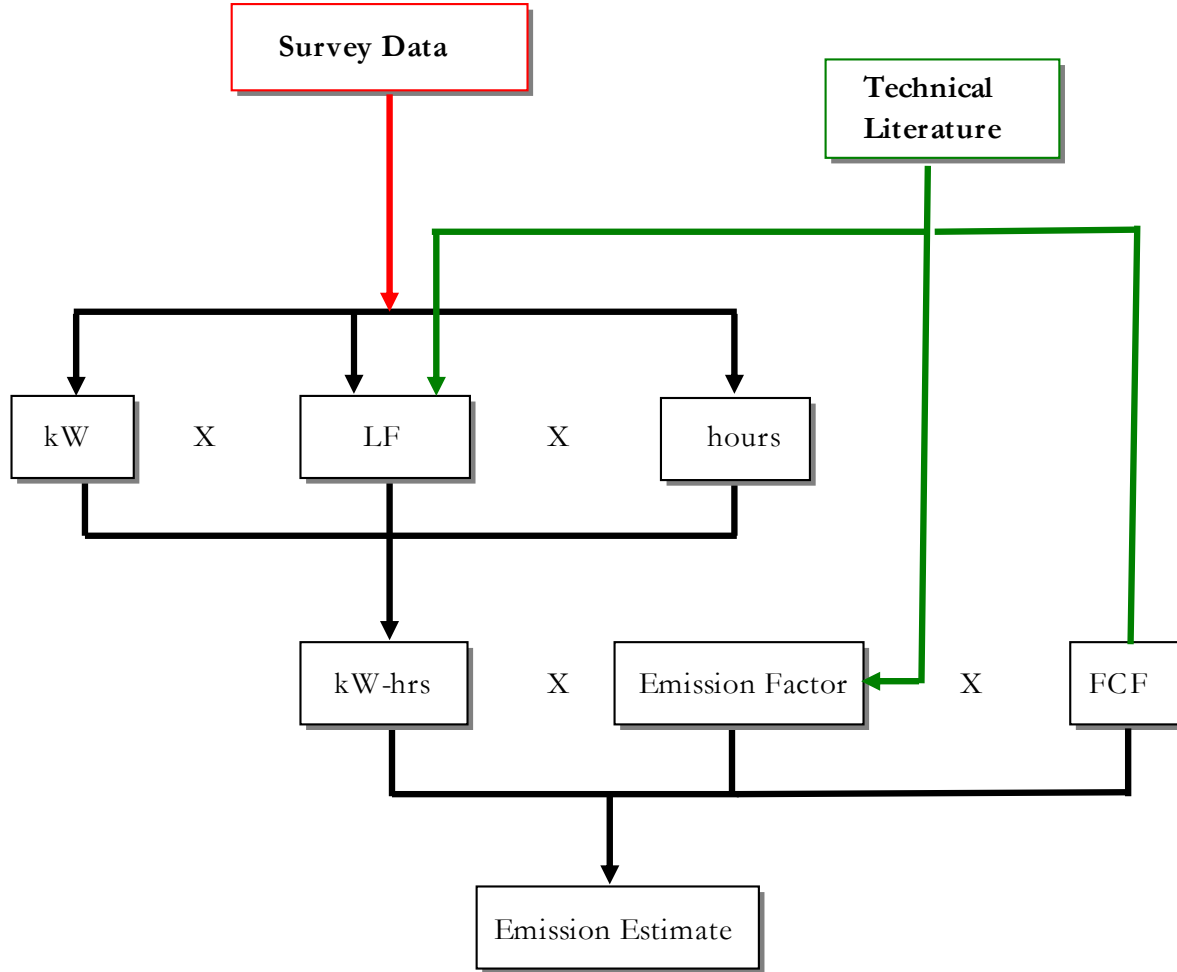 Survey Data
Technical
Literature
kW X LF X hours
kW-hrs X Emission Factor X FCF
Emission Estimate